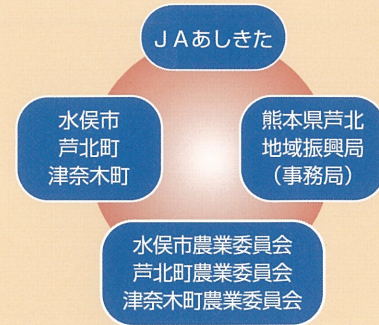 ＪＡあしきた
水俣市
芦北町
津奈木町
熊本県芦北
地域振興局
（事務局）
水俣市農業委員会
芦北町農業委員会
津奈木町農業委員会